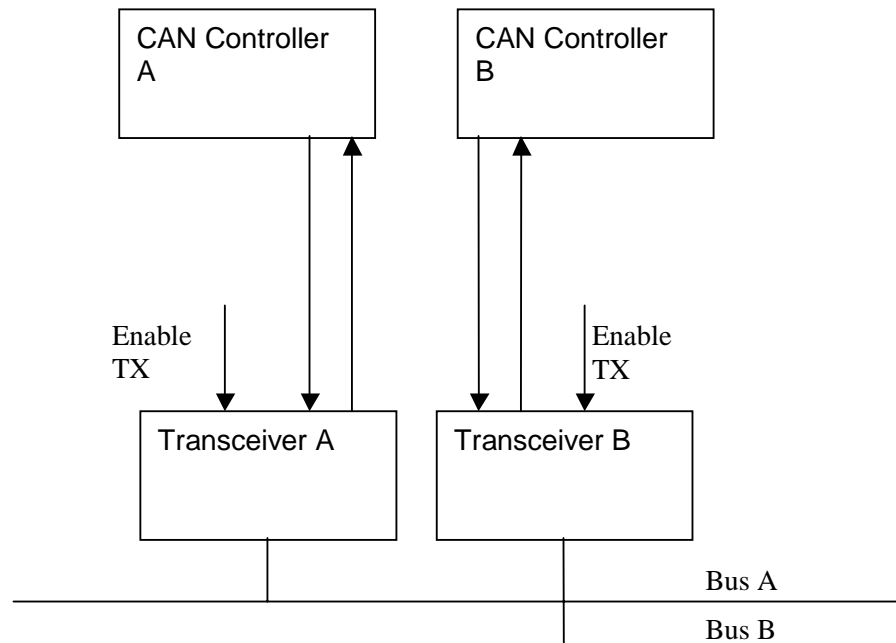 CAN Controller
A
CAN Controller
B
Enable
TX
Enable
TX
Transceiver A
Transceiver B
Bus A
Bus B